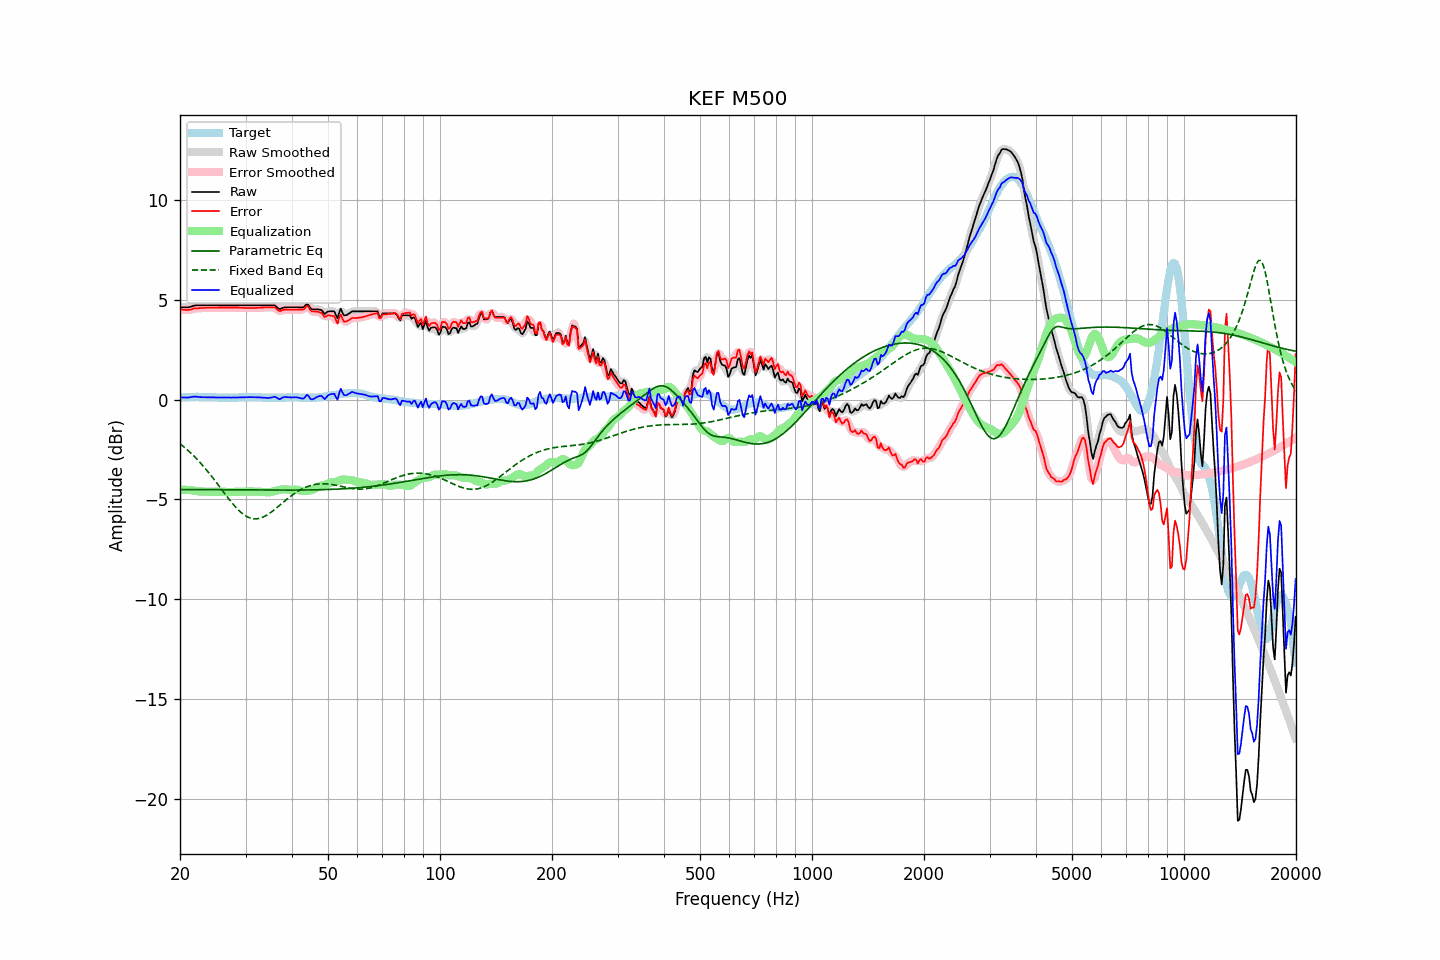 KEF M500
Target
Raw Smoothed
Error Smoothed
Raw
Error
Equalization
Parametric Eq
Fixed Band Eq
Equalized
10
5
0
−5
−10
−15
−20
Amplitude (dBr)
20
50
100
200
500
1000
2000
5000
10000
20000
Frequency (Hz)